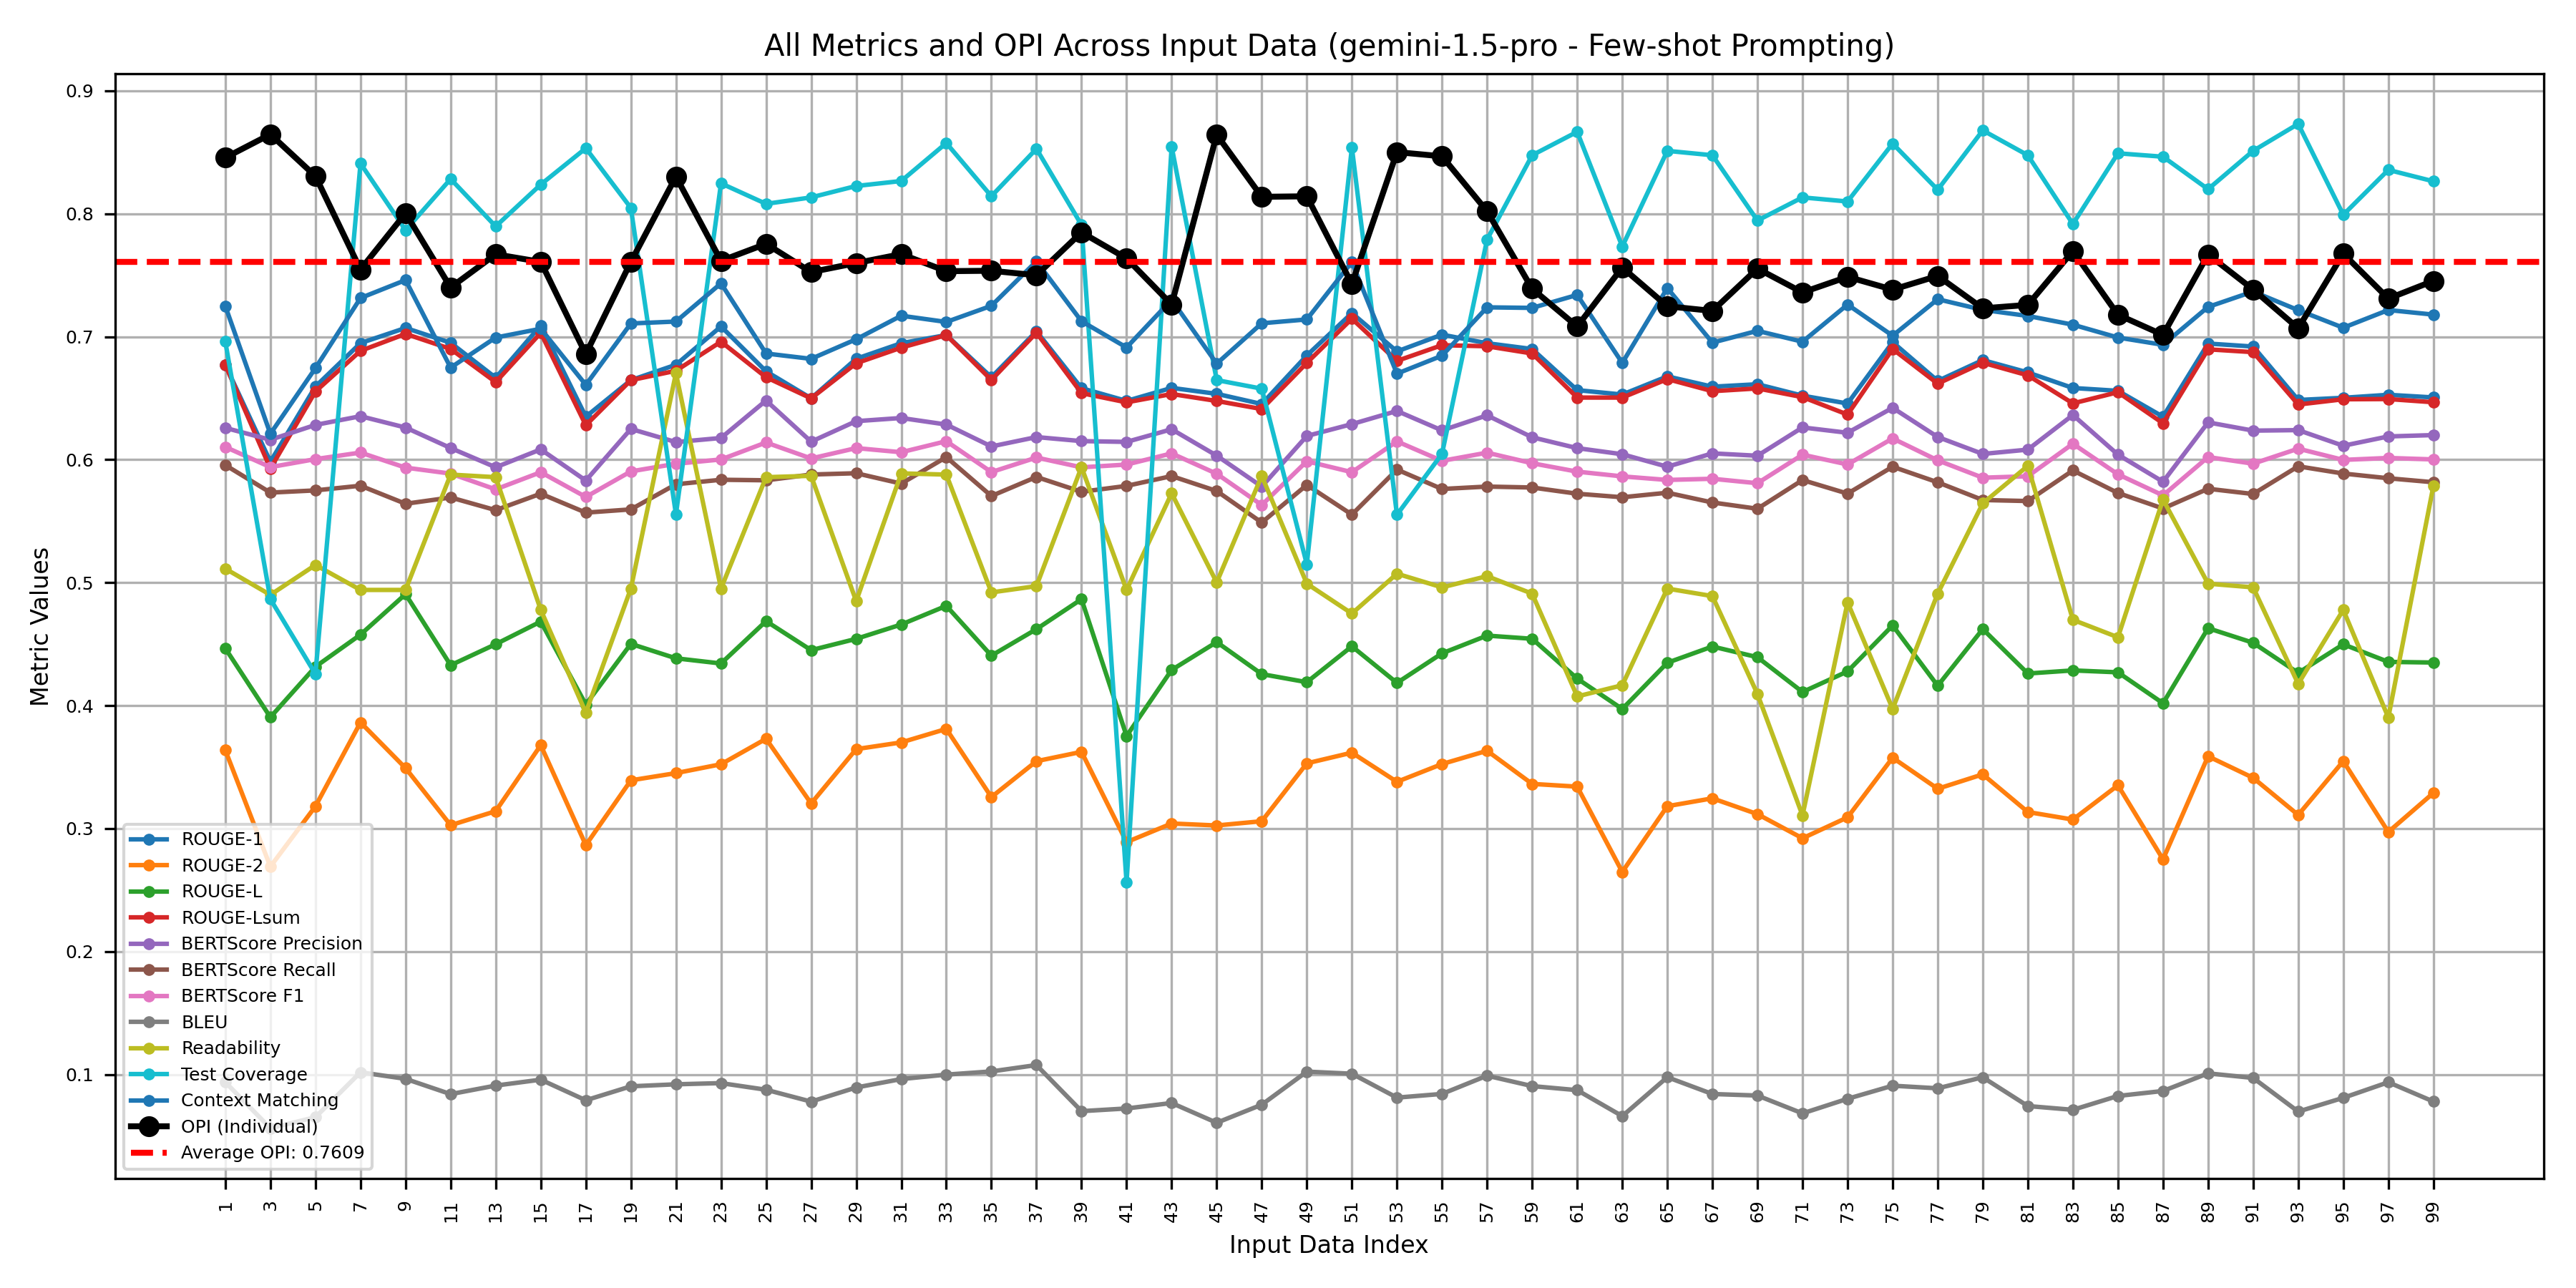 All Metrics and OPI Across Input Data (gemini-1.5-pro - Few-shot Prompting)
Metric Values
0.9
0.8
0.7
0.6
0.5
0.4
0.3
0.2
0.1
ROUGE-1
ROUGE-2
ROUGE-L
ROUGE-Lsum
BERTScore Precision
BERTScore Recall
BERTScore F1
BLEU
Readability
Test Coverage
Context Matching
OPI (Individual)
Average OPI: 0.7609
1 3 5 7 9 11 13 15 17 19 21 23 25 27 29 31 33 35 37 39 41 43 45 47 49 51 53 55 57 59 61 63 65 67 69 71 73 75 77 79 81 83 85 87 89 91 93 95 97 99
Input Data Index